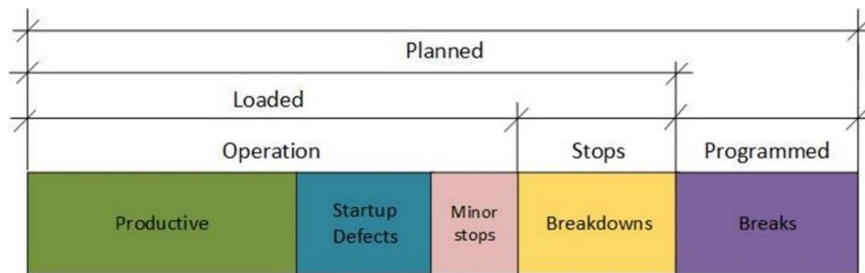 Planned
Loaded
Operation Stops Programmed
Productive Startup Defects Minor stops Breakdowns Breaks